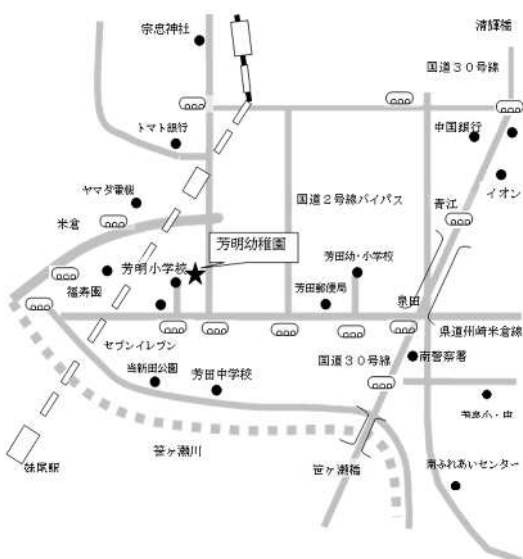 清輝橋
宗忠神社
国道30号線
トマト銀行
中国銀行
イオン
ヤマダ電機
国道2号線バイパス
青江
米倉
芳明幼稚園
芳明小学校
芳田幼・小学校
福寿園
芳田郵便局
泉田
セブンイレブン
県道州崎米倉線
国道30号線
南警察署
当新田公園
芳田中学校
笹ヶ瀬川
妹尾駅
笹ヶ瀬橋
南ふれあいセンター